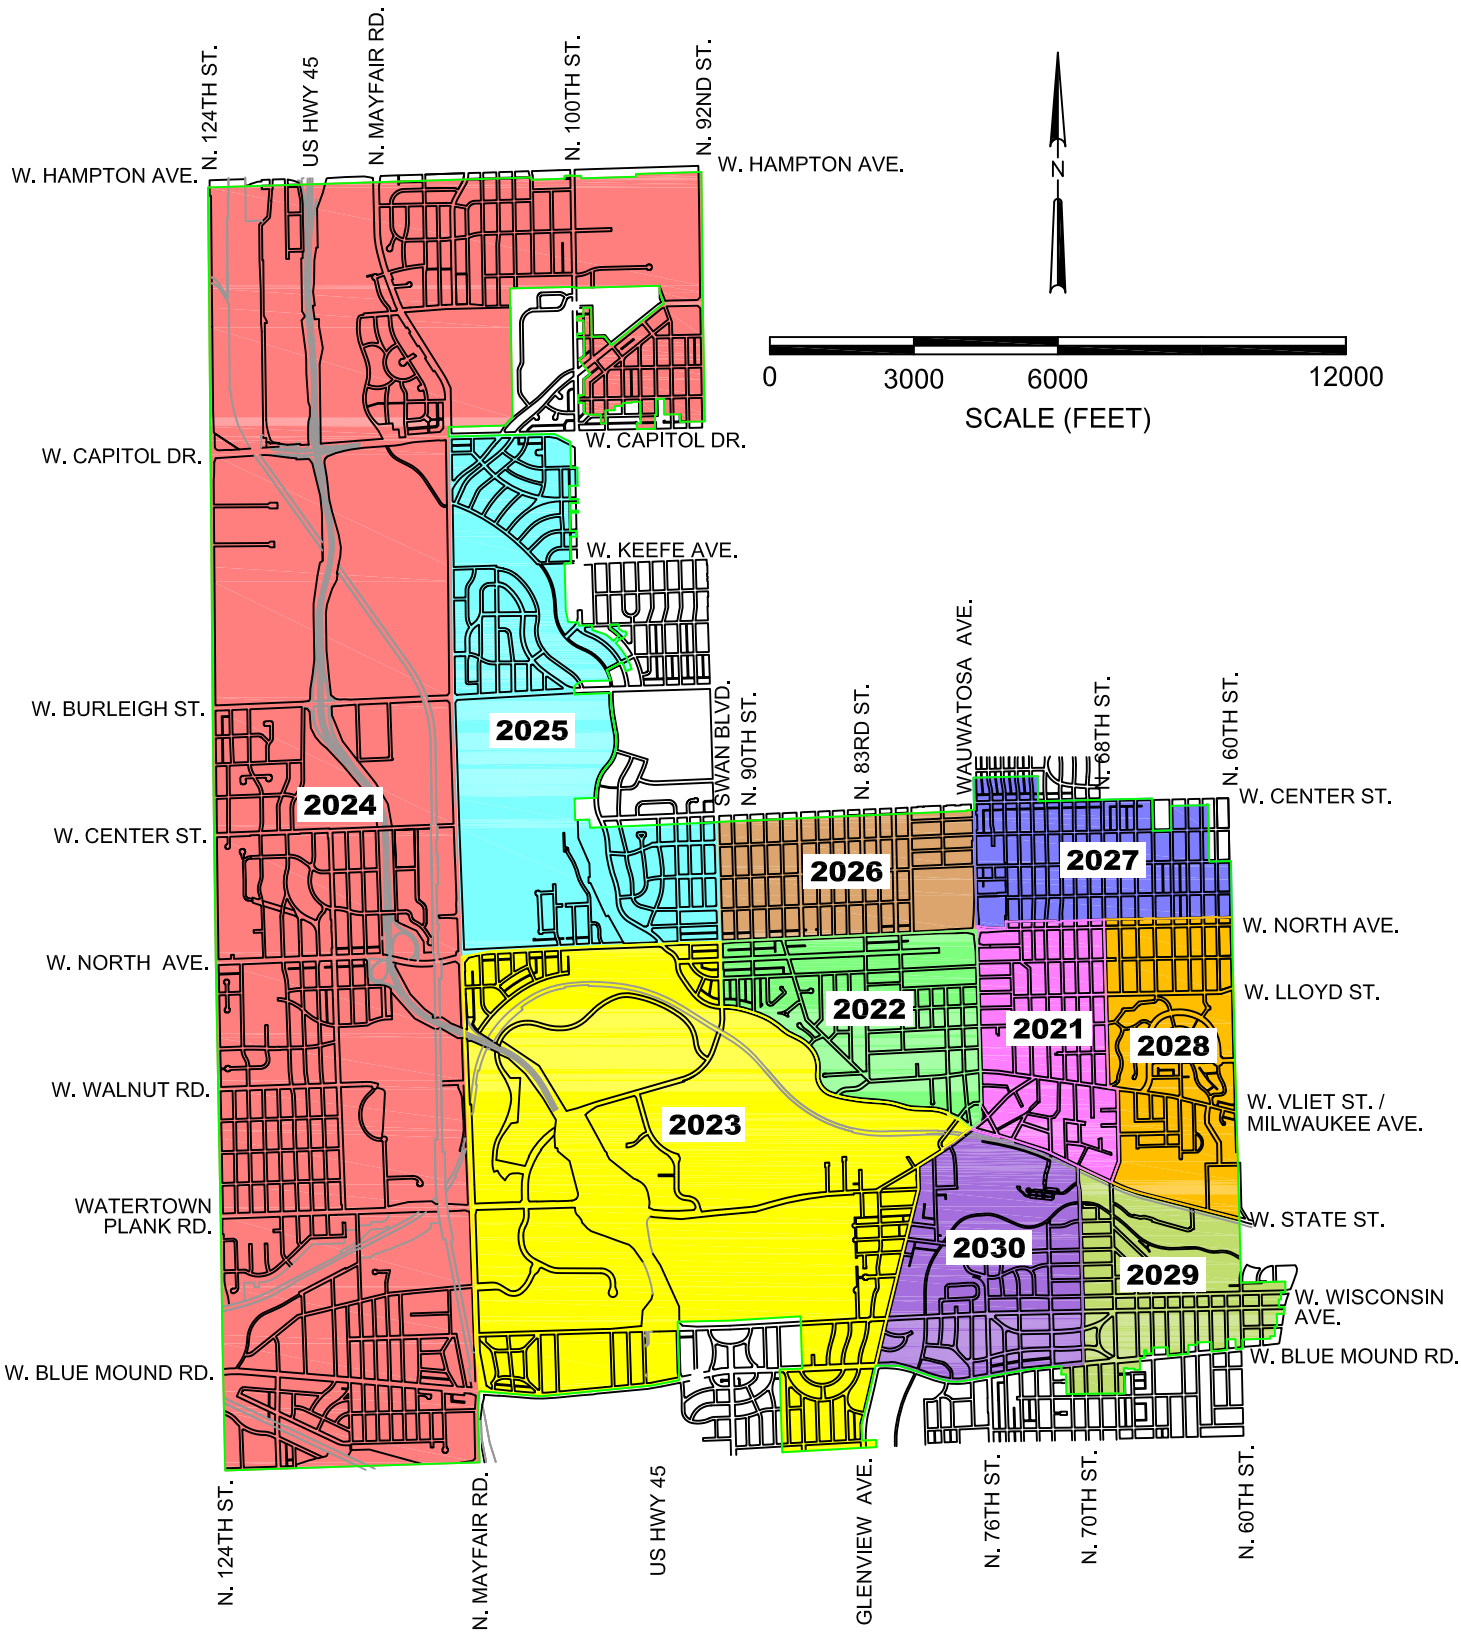 N. 124TH ST.
US HWY 45
N. MAYFAIR RD.
N. 100TH ST.
N. 92ND ST.
W. HAMPTON AVE.
W. HAMPTON AVE.
N
0
3000
6000
12000
SCALE (FEET)
W. CAPITOL DR.
W. CAPITOL DR.
W. KEEFE AVE.
W. BURLEIGH ST.
2025
SWAN BLVD.
N. 90TH ST.
N. 83RD ST.
WAUWATOSA AVE.
N. 68TH ST.
N. 60TH ST.
2024
W. CENTER ST.
W. CENTER ST.
2026
2027
W. NORTH AVE.
W. NORTH AVE.
W. LLOYD ST.
2022
2021
2028
W. WALNUT RD.
2023
W. VLIET ST. /
MILWAUKEE AVE.
WATERTOWN
PLANK RD.
W. STATE ST.
2030
2029
W. WISCONSIN
AVE.
W. BLUE MOUND RD.
W. BLUE MOUND RD.
N. 124TH ST.
N. MAYFAIR RD.
US HWY 45
GLENVIEW AVE.
N. 76TH ST.
N. 70TH ST.
N. 60TH ST.